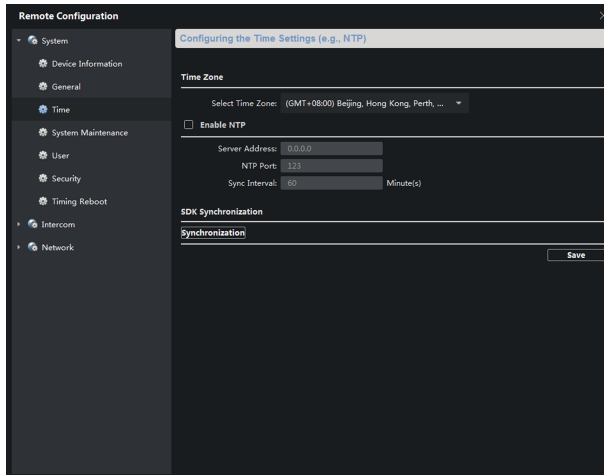 Remote Configuration
System
Device Information
General
Time
System Maintenance
User
Security
Timing Reboot
Intercom
Network
Configuring the Time Settings (e.g., NTP)
Time Zone
Select Time Zone: (GMT+08:00) Beijing, Hong Kong, Perth, ...
Enable NTP
Server Address: 0.0.0.0
NTP Port: 123
Sync Interval: 60 Minute(s)
SDK Synchronization
Synchronization
Save